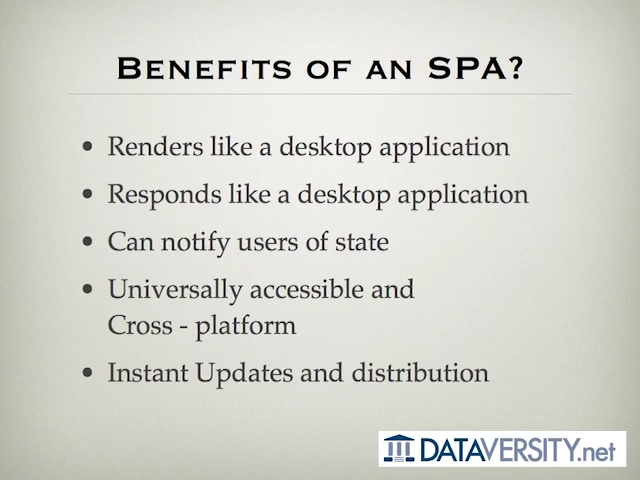 BENEFITS OF AN SPA?
• Renders like a desktop application
• Responds like a desktop application
• Can notify users of state
• Universally accessible and
Cross - platform
• Instant Updates and distribution
DATAVERSITY.net